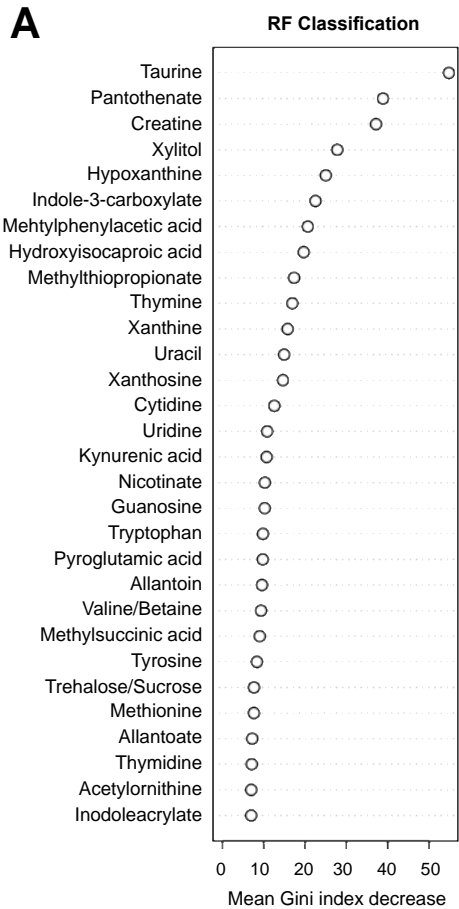 A
RF Classification
Taurine
Pantothenate
Creatine
Xylitol
Hypoxanthine
Indole-3-carboxylate
Mehtylphenylacetic acid
Hydroxyisocaproic acid
Methylthiopropionate
Thymine
Xanthine
Uracil
Xanthosine
Cytidine
Uridine
Kynurenic acid
Nicotinate
Guanosine
Tryptophan
Pyroglutamic acid
Allantoin
Valine/Betaine
Methylsuccinic acid
Tyrosine
Trehalose/Sucrose
Methionine
Allantoate
Thymidine
Acetylornithine
Inodoleacrylate
0 10 20 30 40 50
Mean Gini index decrease